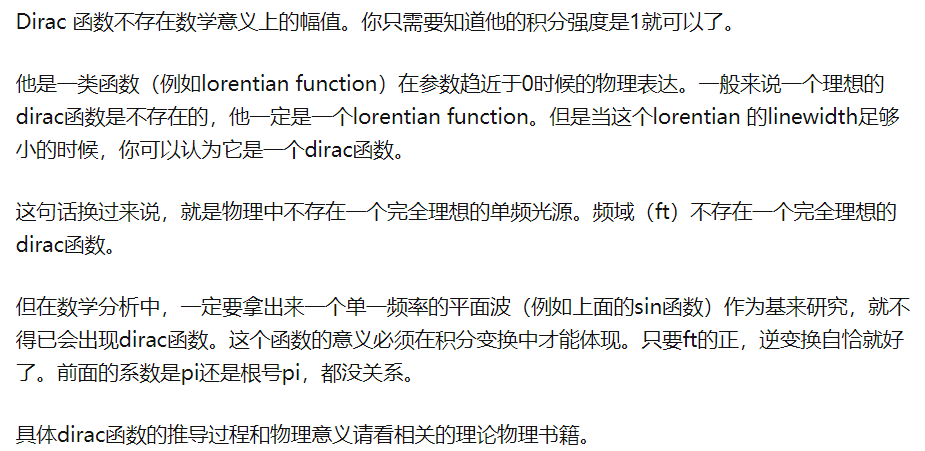 Dirac 函数不存在数学意义上的幅值。你只需要知道他的积分强度是1就可以了。
他是一类函数（例如lorentian function）在参数趋近于0时候的物理表达。一般来说一个理想的
dirac函数是不存在的，他一定是一个lorentian function。但是当这个lorentian 的linewidth足够
小的时候，你可以认为它是一个dirac函数。
这句话换过来说，就是物理中不存在一个完全理想的单频光源。频域（ft）不存在一个完全理想的
dirac函数。
但在数学分析中，一定要拿出来一个单一频率的平面波（例如上面的sin函数）作为基来研究，就不
得已会出现dirac函数。这个函数的意义必须在积分变换中才能体现。只要ft的正，逆变换自恰就好
了。前面的系数是pi还是根号pi，都没关系。
具体dirac函数的推导过程和物理意义请看相关的理论物理书籍。